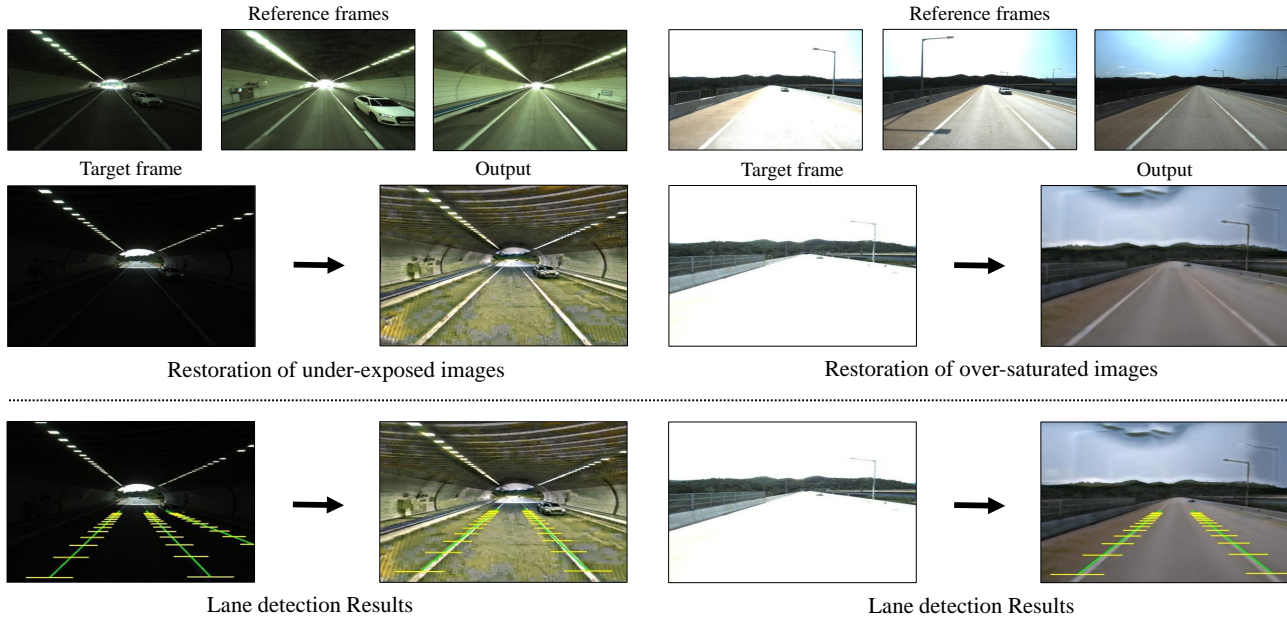 Reference frames
Reference frames
Target frame
Output
Target frame
Output
Restoration of under-exposed images
Restoration of over-saturated images
Lane detection Results
Lane detection Results